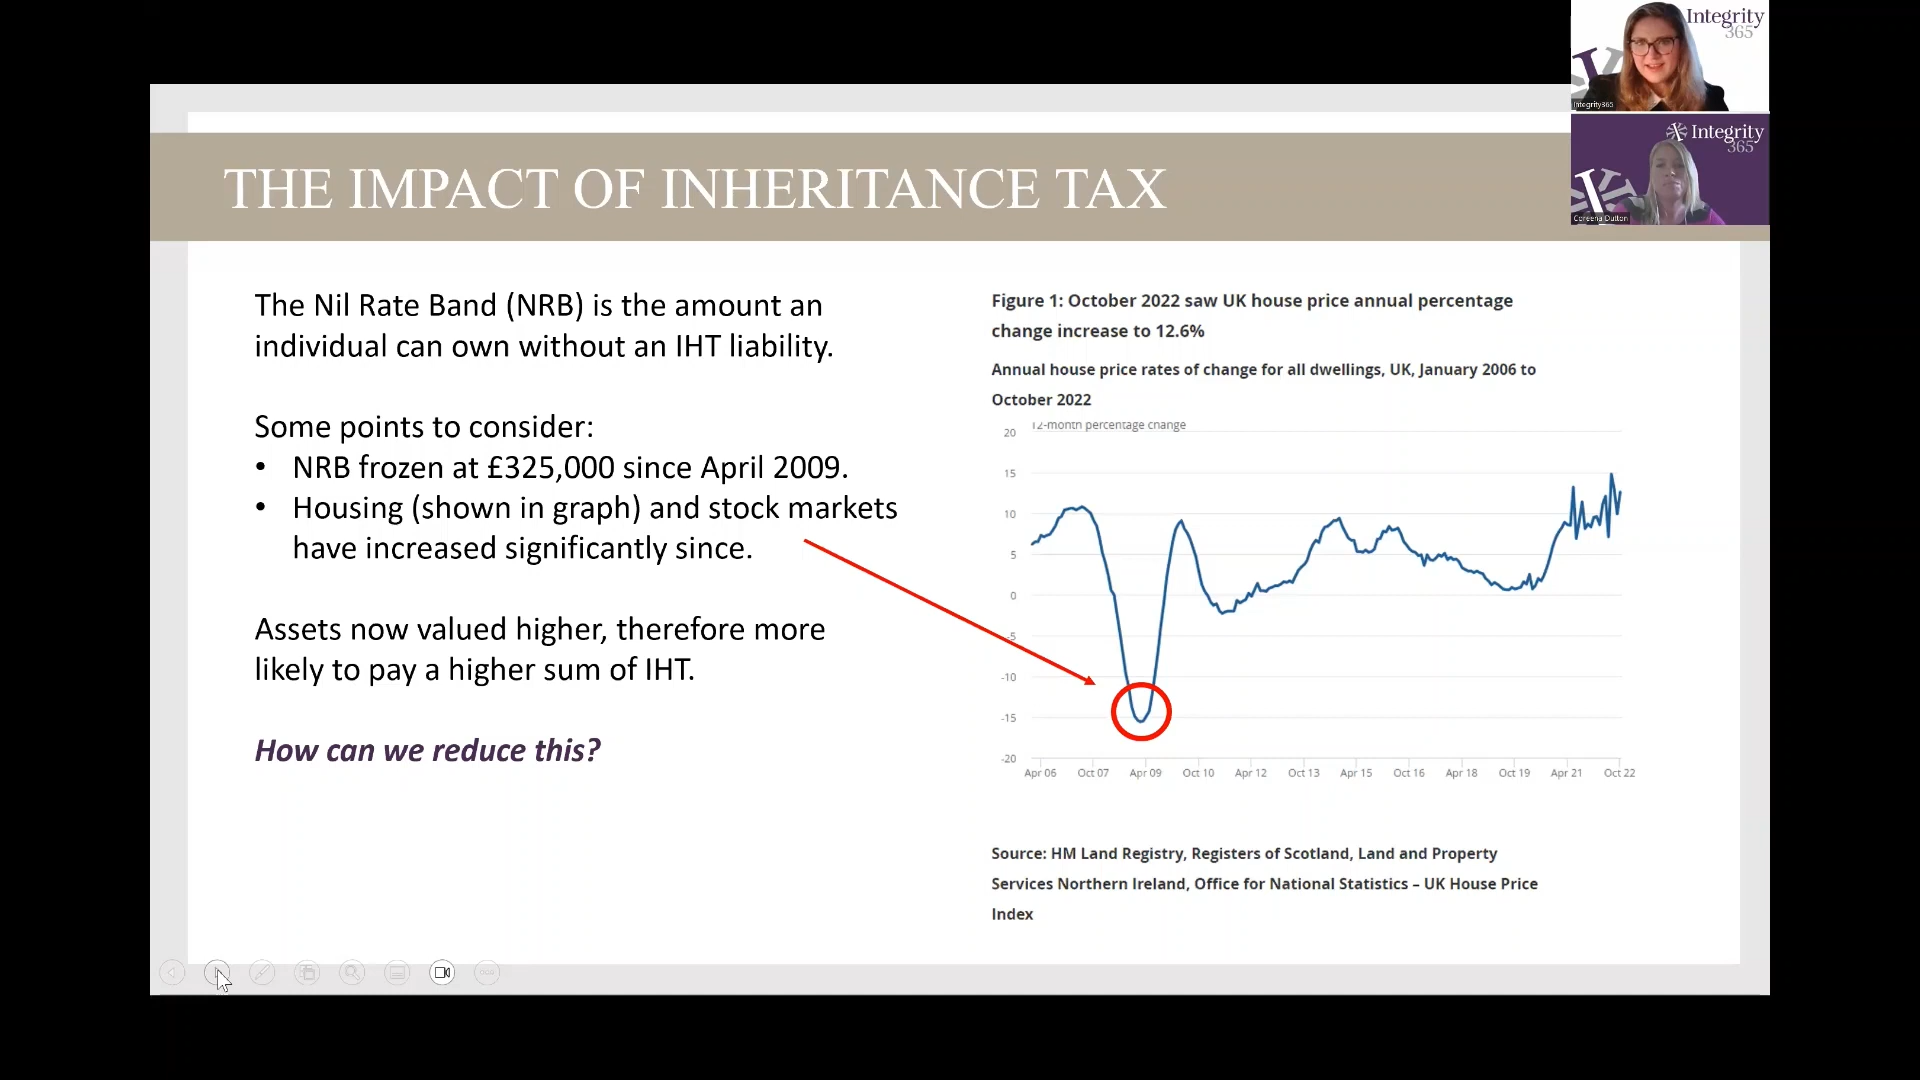 Integrity
365
Integrity365
Integrity
365
Coreena Dutton
THE IMPACT OF INHERITANCE TAX
The Nil Rate Band (NRB) is the amount an
individual can own without an IHT liability.
Some points to consider:
• NRB frozen at £325,000 since April 2009.
• Housing (shown in graph) and stock markets
have increased significantly since.
Assets now valued higher, therefore more
likely to pay a higher sum of IHT.
How can we reduce this?
Figure 1: October 2022 saw UK house price annual percentage
change increase to 12.6%
Annual house price rates of change for all dwellings, UK, January 2006 to
October 2022
12-month percentage change
20
15
10
5
0
-5
-10
-15
-20
Apr 06 Oct 07 Apr 09 Oct 10 Apr 12 Oct 13 Apr 15 Oct 16 Apr 18 Oct 19 Apr 21 Oct 22
Source: HM Land Registry, Registers of Scotland, Land and Property
Services Northern Ireland, Office for National Statistics – UK House Price
Index